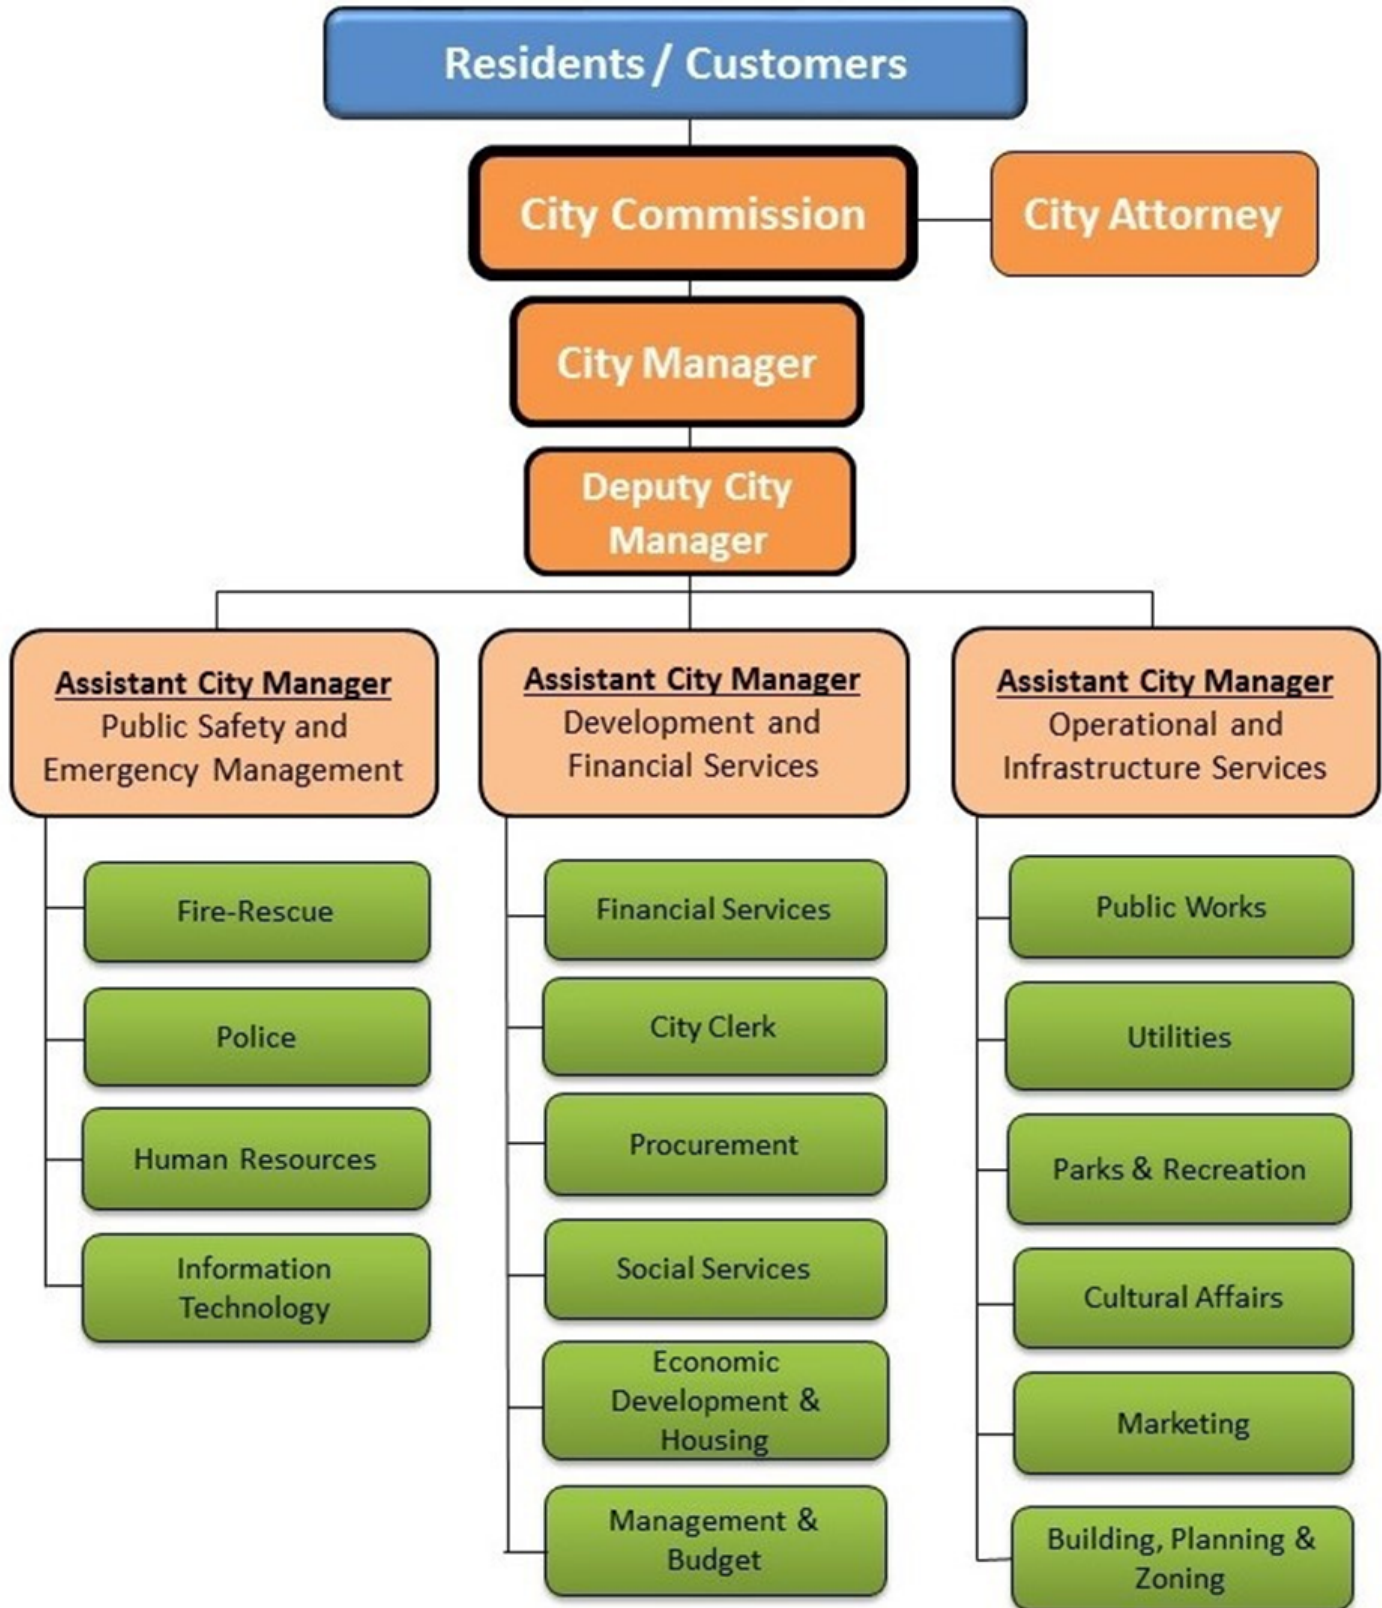 Residents / Customers
City Commission
City Attorney
City Manager
Deputy City
Manager
Assistant City Manager
Public Safety and
Emergency Management
Fire-Rescue
Police
Human Resources
Information
Technology
Assistant City Manager
Development and
Financial Services
Financial Services
City Clerk
Procurement
Social Services
Economic
Development &
Housing
Management &
Budget
Assistant City Manager
Operational and
Infrastructure Services
Public Works
Utilities
Parks & Recreation
Cultural Affairs
Marketing
Building, Planning &
Zoning